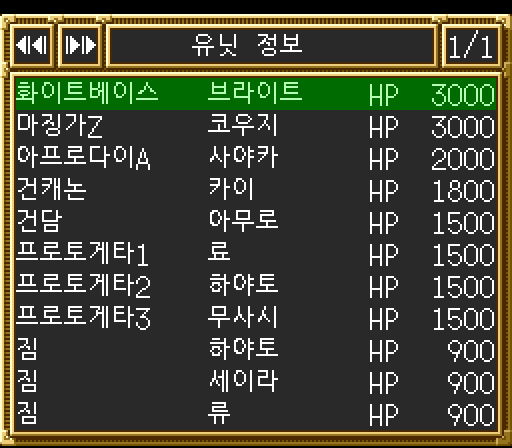 유닛 정보 1/1
화이트베이스 브라이트 HP 3000
마징가Z 코우지 HP 3000
아프로다이A 사야카 HP 2000
건캐논 카이 HP 1800
건담 아무로 HP 1500
프로토게타1 료 HP 1500
프로토게타2 하야토 HP 1500
프로토게타3 무사시 HP 1500
짐 하야토 HP 900
짐 세이라 HP 900
짐 류 HP 900